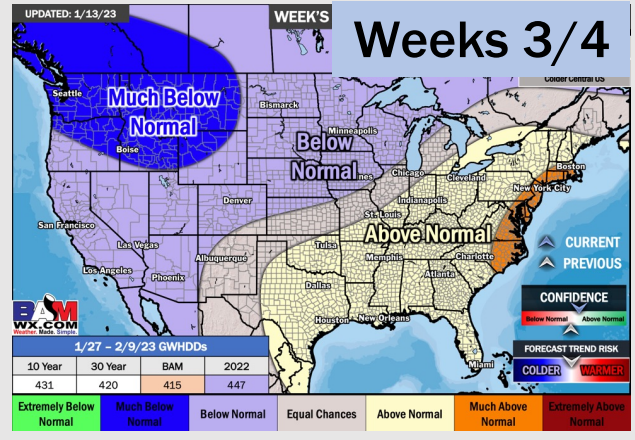 UPDATED: 1/13/23
WEEK'S
Weeks 3/4
Colder Central US
Seattle
Much Below
Normal
Bismarck
Boise
Below
Normal
Minneapolis
Boston
Chicago
Cleveland
New York City
Denver
Indianapolis
St. Louis
San Francisco
Above Normal
Las Vegas
Albuquerque
Tulsa
Memphis
Charlotte
Los Angeles
Phoenix
Atlanta
Dallas
Houston
New Orleans
Miami
CURRENT
PREVIOUS
CONFIDENCE
Below Normal
Above Normal
FORECAST TREND RISK
COLDER
WARMER
BAM
WX.COM
Weather. Made. Simple.
1/27 – 2/9/23 GWHDDs
10 Year 30 Year BAM 2022
431 420 415 447
Extremely Below
Normal
Much Below
Normal
Below Normal
Equal Chances
Above Normal
Much Above
Normal
Extremely Above
Normal